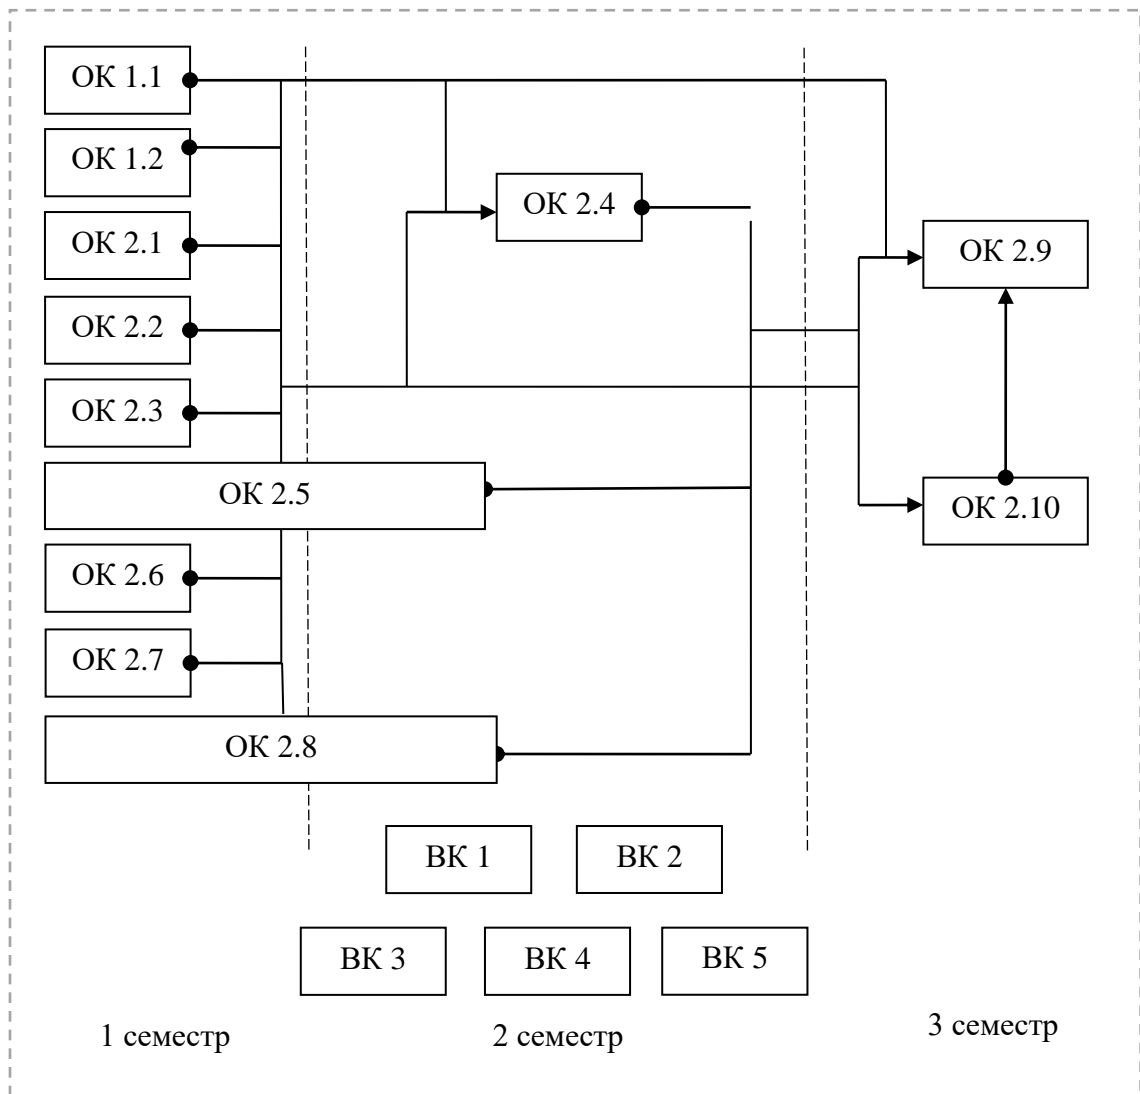 ОК 1.1
ОК 1.2
ОК 2.1
ОК 2.2
ОК 2.3
ОК 2.5
ОК 2.6
ОК 2.7
ОК 2.8
ОК 2.4
ОК 2.9
ОК 2.10
ВК 1
ВК 2
ВК 3
ВК 4
ВК 5
1 семестр
2 семестр
3 семестр